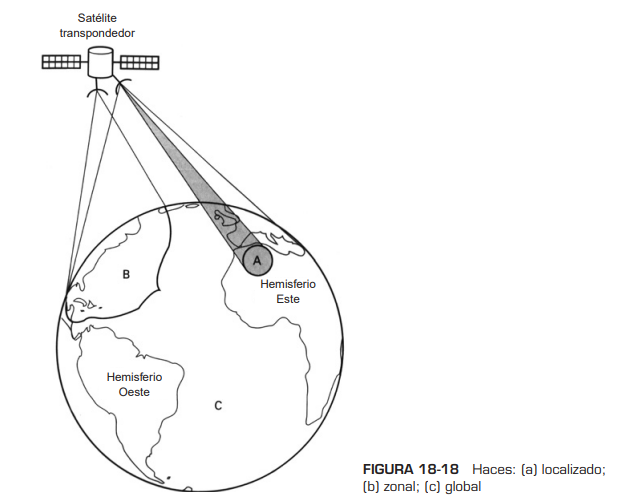 Satélite
transpondedor
B
A
Hemisferio
Este
Hemisferio
Oeste
C
FIGURA 18-18 Haces: (a) localizado;
(b) zonal; (c) global